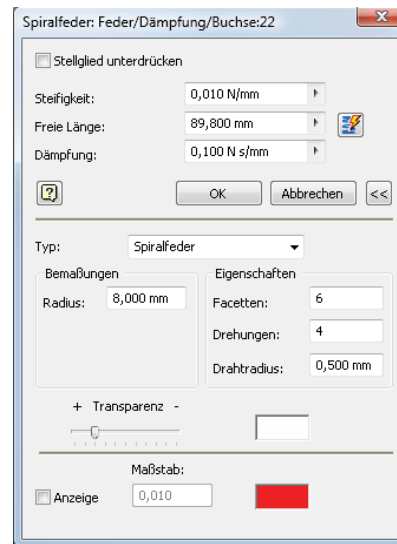 Spiralfeder: Feder/Dämpfung/Buchse:22
Stellglied unterdrücken
Steifigkeit: 0,010 N/mm
Freie Länge: 89,800 mm
Dämpfung: 0,100 N s/mm
OK Abbrechen <<
Typ: Spiralfeder
Bemaßungen Eigenschaften
Radius: 8,000 mm Facetten: 6
Drehungen: 4
Drahtradius: 0,500 mm
+ Transparenz -
Maßstab:
Anzeige 0,010